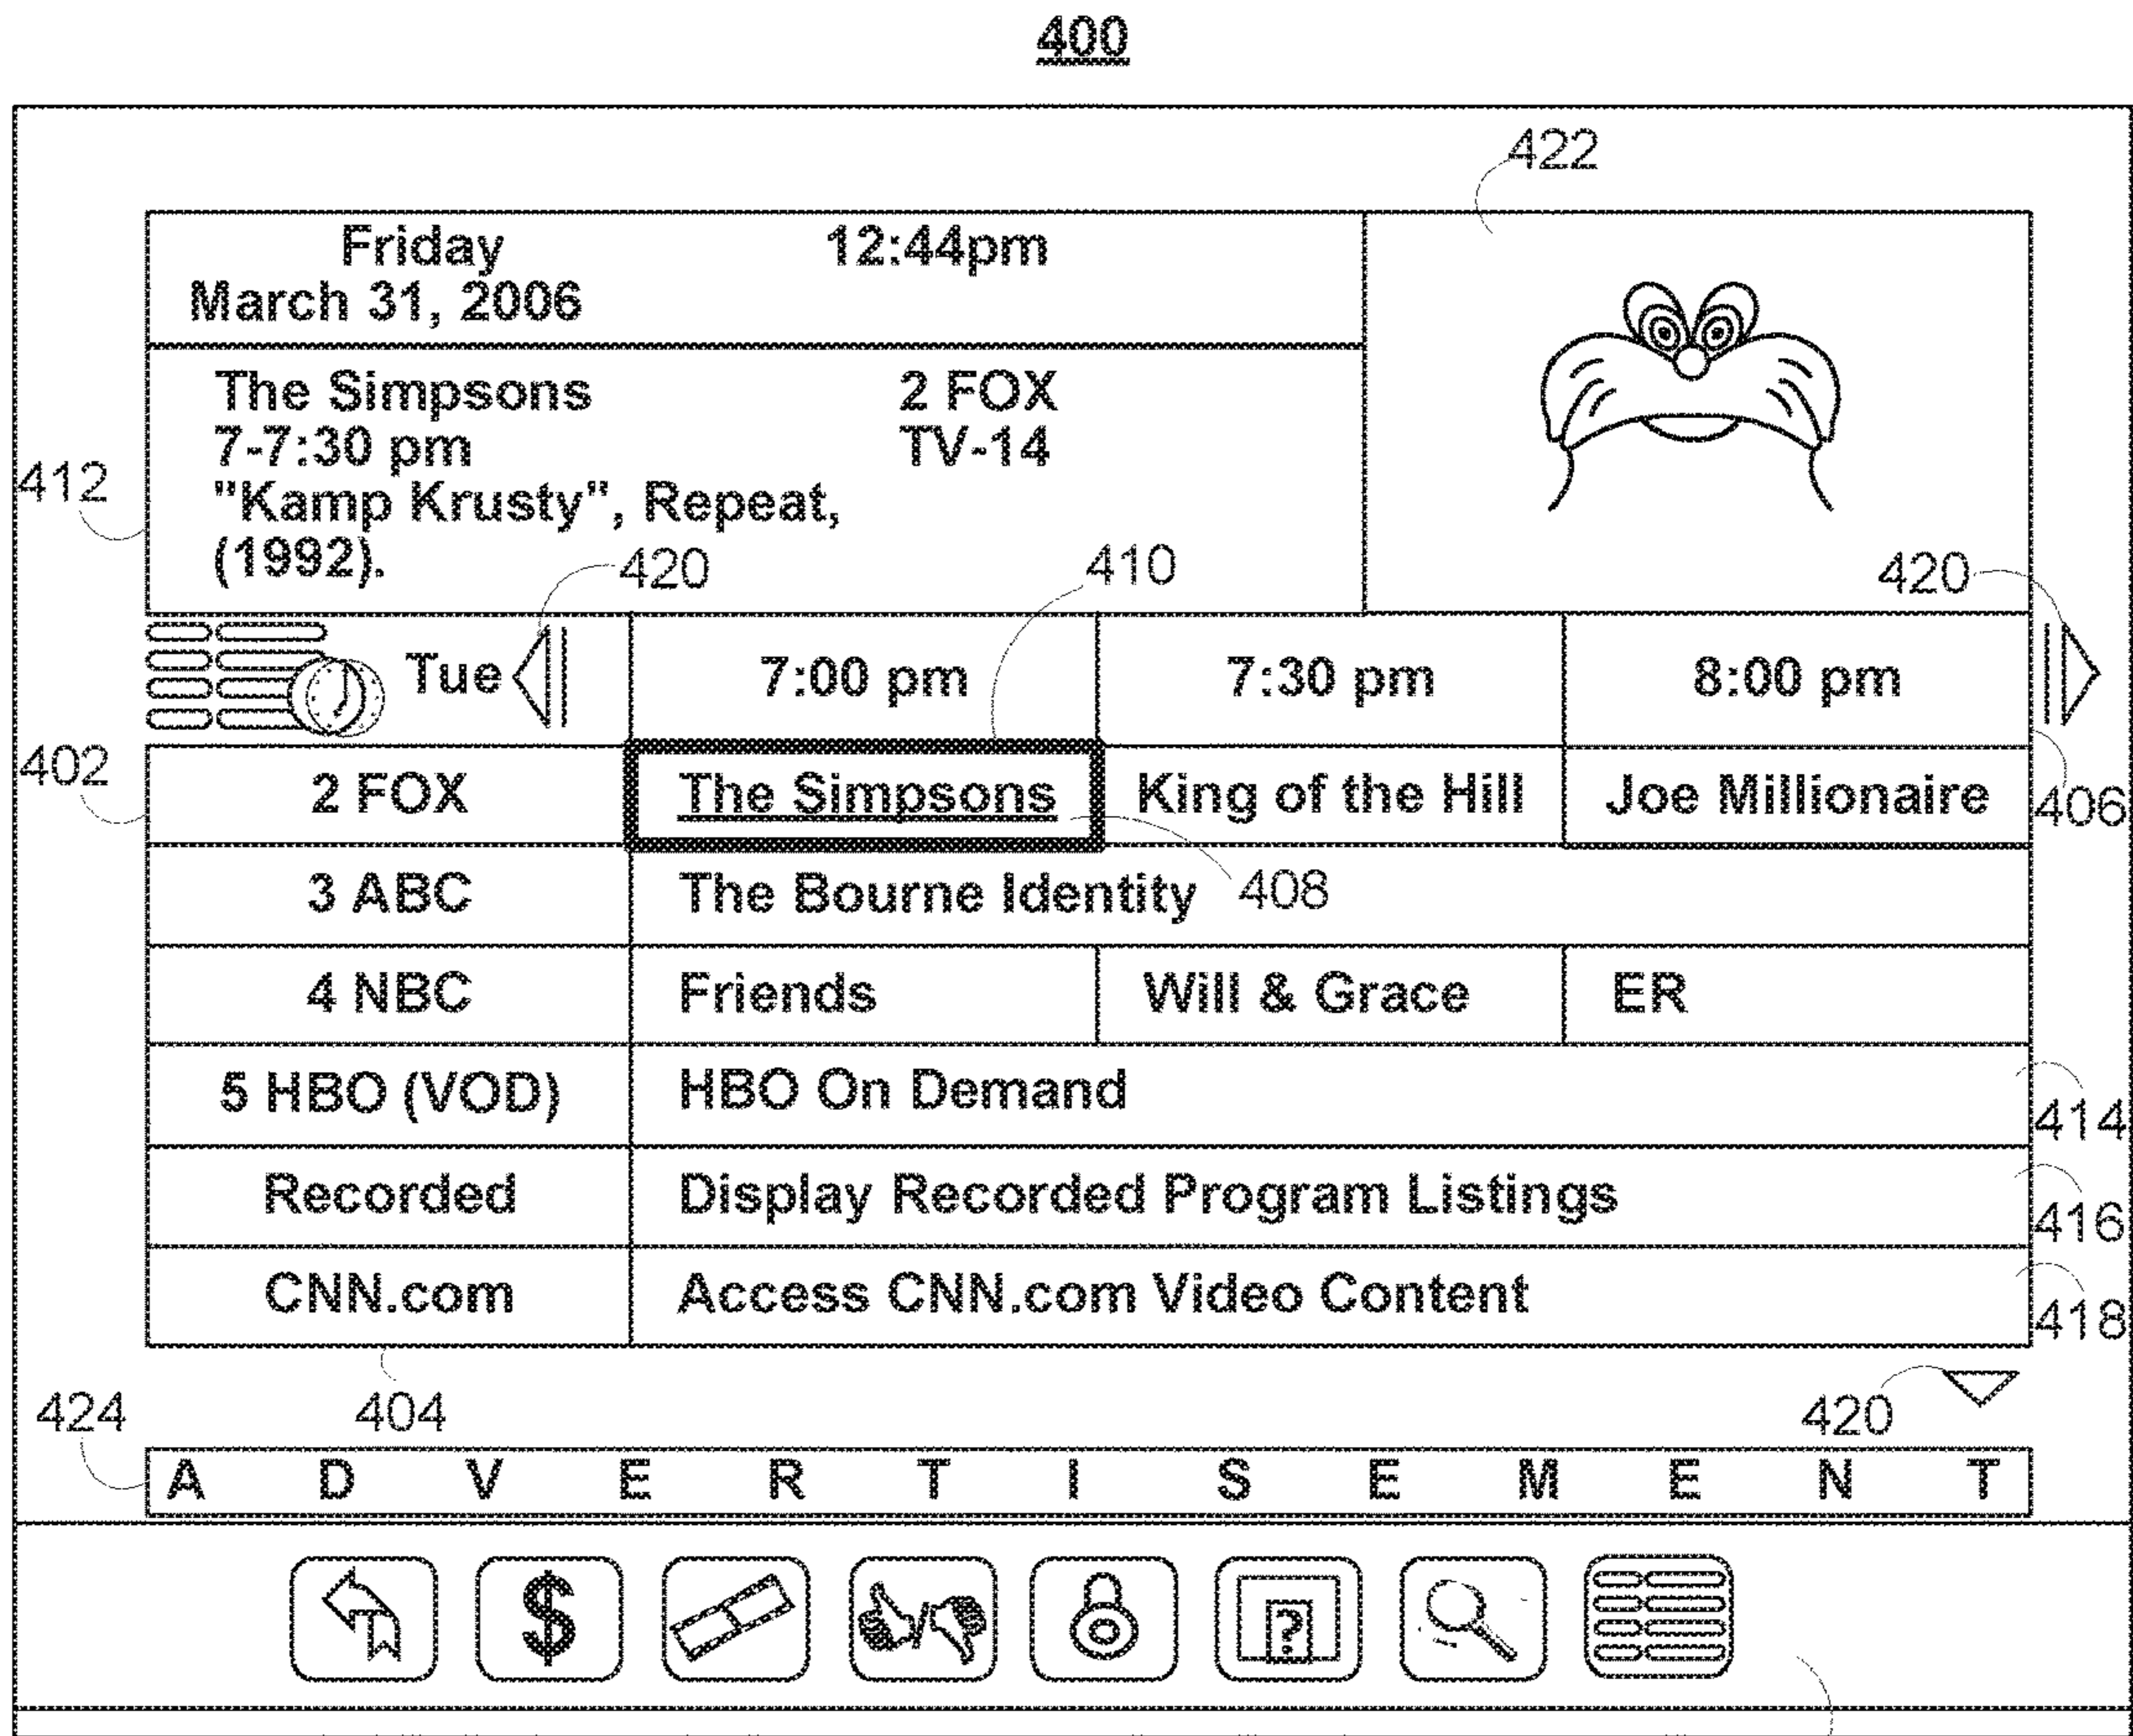 400
422
Friday 12:44pm
March 31, 2006
The Simpsons 2 FOX
7-7:30 pm TV-14
412
"Kamp Krusty", Repeat,
(1992).
420 410 420
Tue 7:00 pm 7:30 pm 8:00 pm
402
2 FOX The Simpsons King of the Hill Joe Millionaire
406
3 ABC The Bourne Identity 408
4 NBC Friends Will & Grace ER
5 HBO (VOD) HBO On Demand
414
Recorded Display Recorded Program Listings
416
CNN.com Access CNN.com Video Content
418
424 404 420
A D V E R T I S E M E N T
$ ?